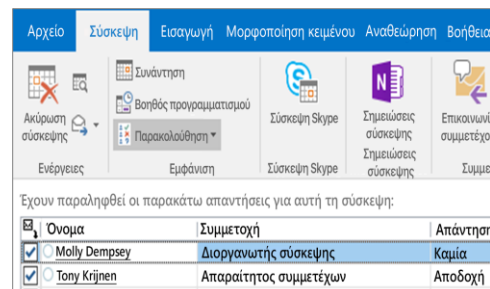 Αρχείο Σύσκεψη Εισαγωγή Μορφοποίηση κειμένου Αναθεώρηση Βοήθεια
Ακύρωση σύσκεψης
Συνάντηση
Βοηθός προγραμματισμού
Παρακολούθηση
Σύσκεψη Skype
Σημειώσεις σύσκεψης
Ενέργειες Εμφάνιση Σύσκεψη Skype Σημειώσεις σύσκεψης
Έχουν παραληφθεί οι παρακάτω απαντήσεις για αυτή τη σύσκεψη:
Όνομα Συμμετοχή Απάντηση
Molly Dempsey Διοργανωτής σύσκεψης Καμία
Tony Krijnen Απαραίτητος συμμετέχων Αποδοχή